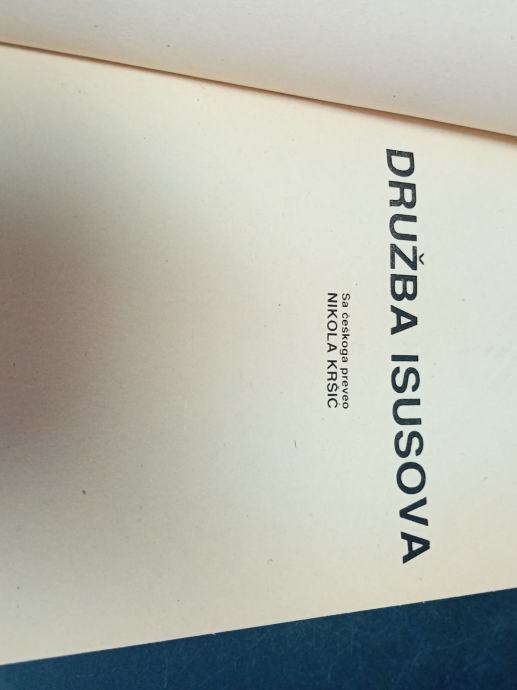 DRUŽBA ISUSOVA
Sa češkoga preveo
NIKOLA KRŠIĆ